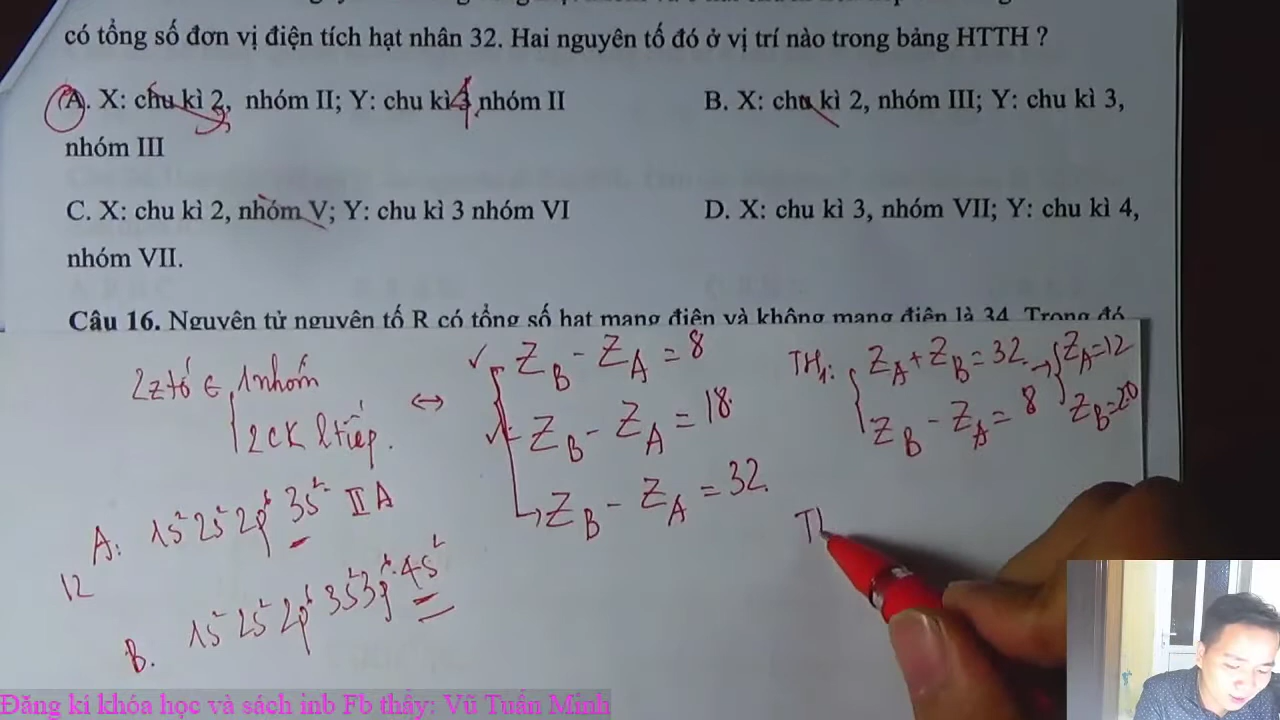 có tổng số đơn vị điện tích hạt nhân 32. Hai nguyên tố đó ở vị trí nào trong bảng HTTH ?
A. X: chu kì 2, nhóm II; Y: chu kì 3, nhóm II
B. X: chu kì 2, nhóm III; Y: chu kì 3,
nhóm III
C. X: chu kì 2, nhóm V; Y: chu kì 3 nhóm VI
D. X: chu kì 3, nhóm VII; Y: chu kì 4,
nhóm VII.
Câu 16. Nguyên tử nguyên tố R có tổng số hạt mang điện và không mang điện là 34. Trong đó
2 z tố ∈ 1 nhóm
2 CK l tiếp.
↔
Z_B - Z_A = 8
Z_B - Z_A = 18.
Z_B - Z_A = 32.
TH1: Z_A + Z_B = 32. → Z_A = 12
Z_B - Z_A = 8 Z_B = 20
TH
A: 1s² 2s² 2p⁶ 3s² II A
12
B. 1s² 2s² 2p⁶ 3s² 3p⁶ 4s²
Đăng kí khóa học và sách inb Fb thầy: Vũ Tuấn Minh